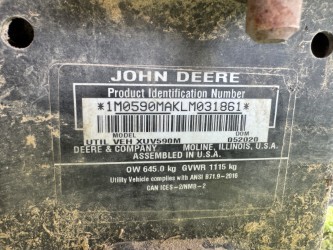 JOHN DEERE
Product Identification Number
*1M0590MAKLM031861*
MODEL DOM
UTIL VEH XUV590M 052020
DEERE & COMPANY MOLINE, ILLINOIS, U.S.A.
ASSEMBLED IN U.S.A.
OW 645.0 kg GVWR 1115 kg
Utility Vehicle complies with ANSI B71.9-2016
CAN ICES-2/NMB-2